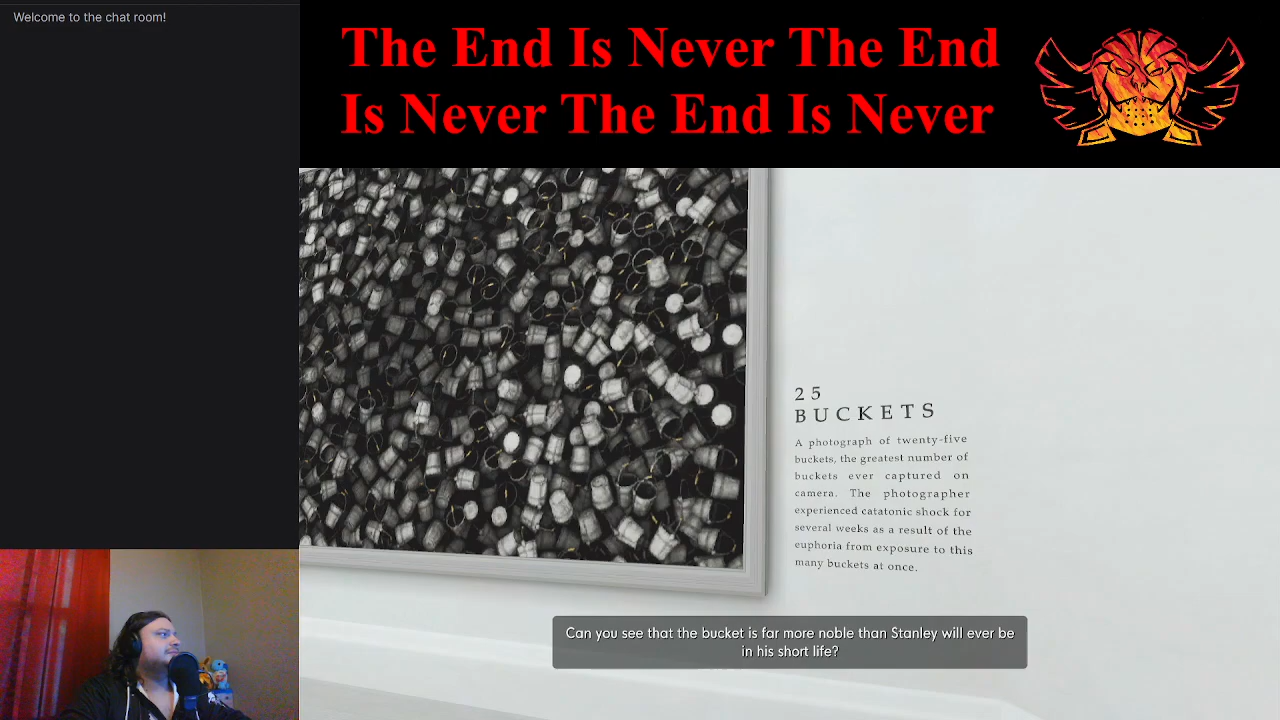 Welcome to the chat room!
The End Is Never The End
Is Never The End Is Never
25
BUCKETS
A photograph of twenty-five
buckets, the greatest number of
buckets ever captured on
camera. The photographer
experienced catatonic shock for
several weeks as a result of the
euphoria from exposure to this
many buckets at once.
Can you see that the bucket is far more noble than Stanley will ever be
in his short life?